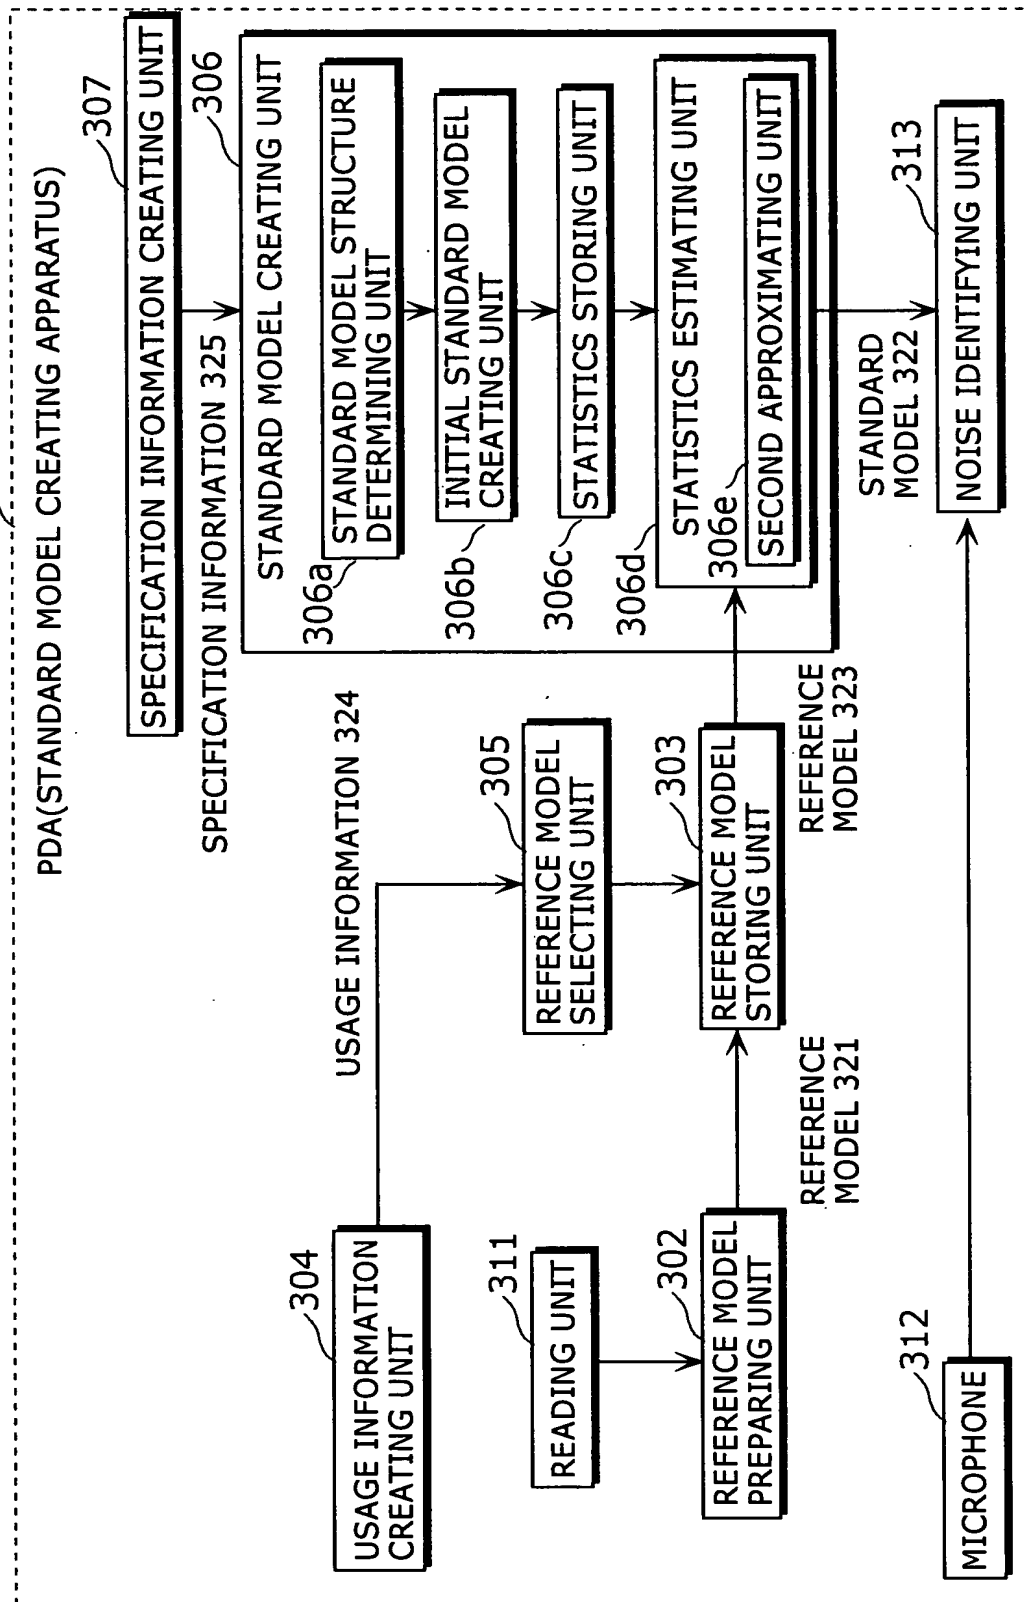 PDA(STANDARD MODEL CREATING APPARATUS)
307
SPECIFICATION INFORMATION CREATING UNIT
SPECIFICATION INFORMATION 325
306
STANDARD MODEL CREATING UNIT
306a
STANDARD MODEL STRUCTURE
DETERMINING UNIT
306b
INITIAL STANDARD MODEL
CREATING UNIT
306c
STATISTICS STORING UNIT
306d
STATISTICS ESTIMATING UNIT
306e
SECOND APPROXIMATING UNIT
304
USAGE INFORMATION
CREATING UNIT
USAGE INFORMATION 324
305
REFERENCE MODEL
SELECTING UNIT
311
READING UNIT
302
REFERENCE MODEL
PREPARING UNIT
REFERENCE
MODEL 321
303
REFERENCE MODEL
STORING UNIT
REFERENCE
MODEL 323
STANDARD
MODEL 322
312
MICROPHONE
313
NOISE IDENTIFYING UNIT